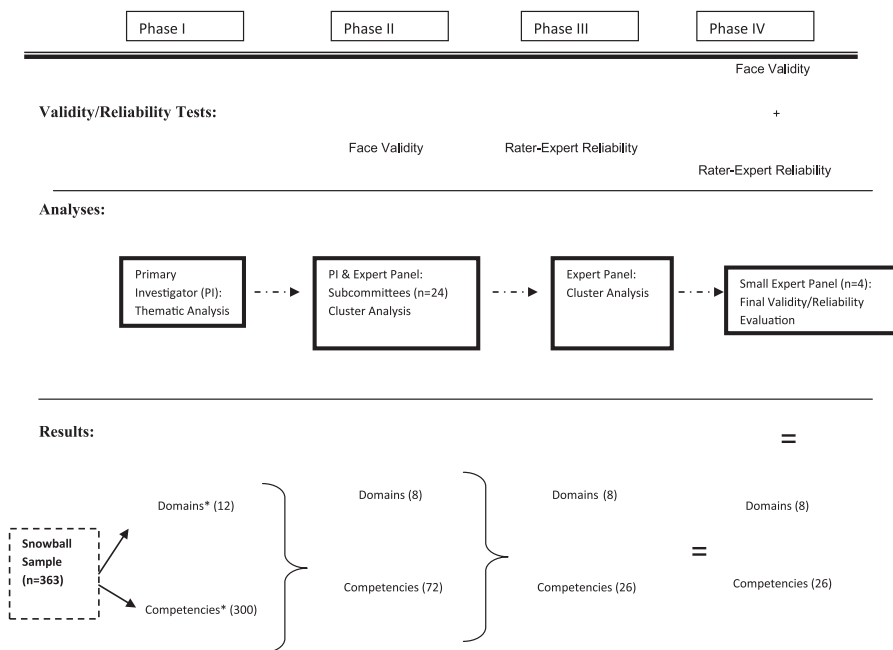 Phase I
Phase II
Phase III
Phase IV
Face Validity
Validity/Reliability Tests:
+
Face Validity
Rater-Expert Reliability
Rater-Expert Reliability
Analyses:
Primary
Investigator (PI):
Thematic Analysis
PI & Expert Panel:
Subcommittees (n=24)
Cluster Analysis
Expert Panel:
Cluster Analysis
Small Expert Panel (n=4):
Final Validity/Reliability
Evaluation
Results:
=
Snowball
Sample
(n=363)
Domains* (12)
Domains (8)
Domains (8)
Domains (8)
=
Competencies* (300)
Competencies (72)
Competencies (26)
Competencies (26)